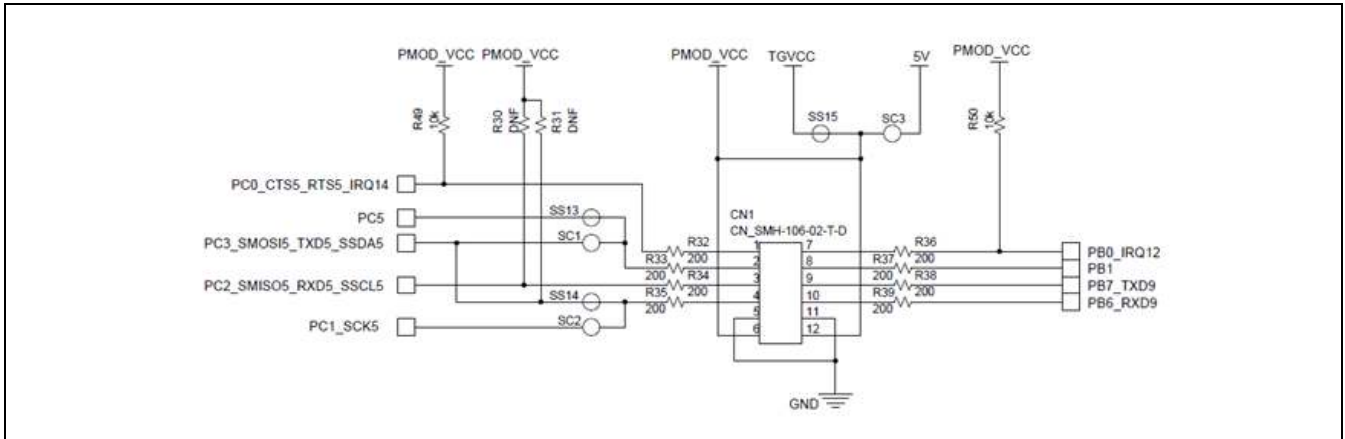 PMOD_VCC PMOD_VCC PMOD_VCC TGVCC 5V PMOD_VCC
R49 10k
R30 DNF
R31 DNF
SS15 SC3
R50 10k
PC0_CTS5_RTS5_IRQ14
PC5 SS13
PC3_SMOSI5_TXD5_SSDA5 SC1
PC2_SMISO5_RXD5_SSCL5
SS14
PC1_SCK5 SC2
CN1
CN_SMH-106-02-T-D
R32 200
R33 200
R34 200
R35 200
1 7
2 8
3 9
4 10
5 11
6 12
R36 200
R37 200
R38 200
R39 200
PB0_IRQ12
PB1
PB7_TXD9
PB6_RXD9
GND